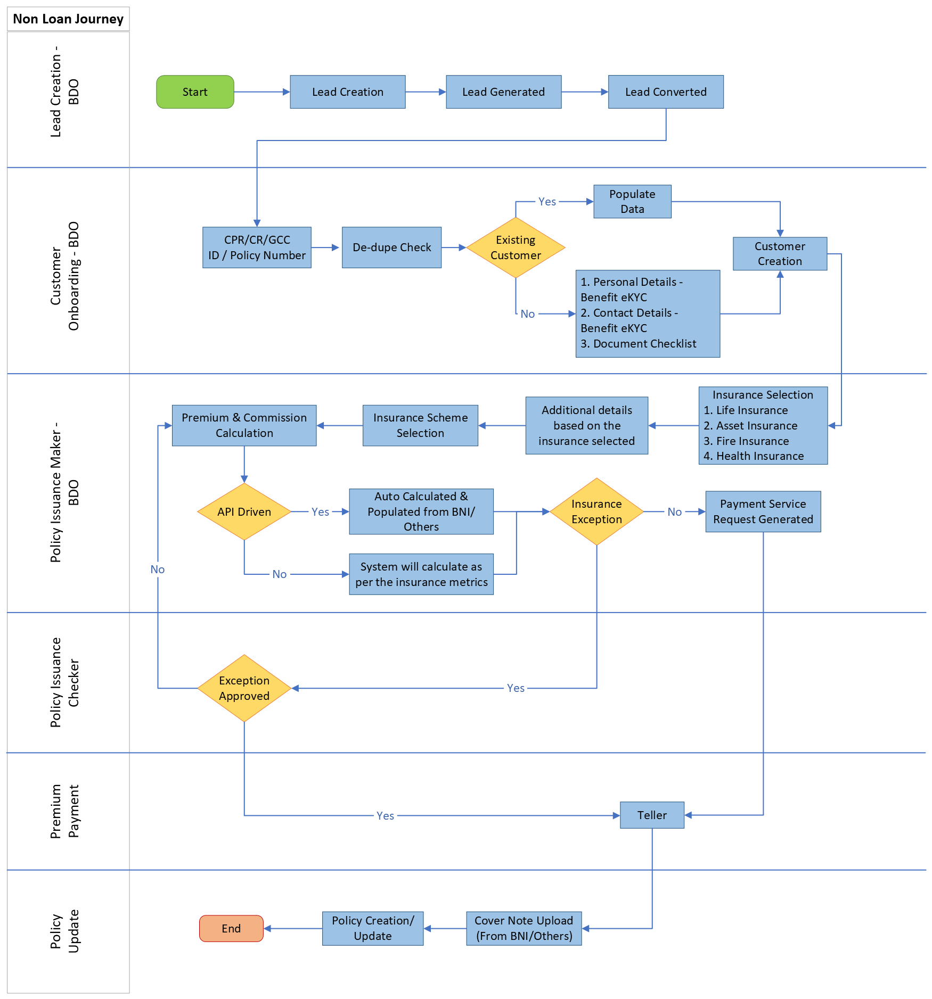 Non Loan Journey
Lead Creation -
BDO
Start
Lead Creation
Lead Generated
Lead Converted
Customer
Onboarding - BDO
CPR/CR/GCC
ID / Policy Number
De-dupe Check
Existing
Customer
Yes
Populate
Data
Customer
Creation
No
1. Personal Details -
Benefit eKYC
2. Contact Details -
Benefit eKYC
3. Document Checklist
Policy Issuance Maker -
BDO
Insurance Selection
1. Life Insurance
2. Asset Insurance
3. Fire Insurance
4. Health Insurance
Additional details
based on the
insurance selected
Insurance Scheme
Selection
Premium & Commission
Calculation
API Driven
Yes
Auto Calculated &
Populated from BNI/
Others
Insurance
Exception
No
Payment Service
Request Generated
No
System will calculate as
per the insurance metrics
No
Policy Issuance
Checker
Exception
Approved
Yes
Premium
Payment
Yes
Teller
Policy
Update
Cover Note Upload
(From BNI/Others)
Policy Creation/
Update
End